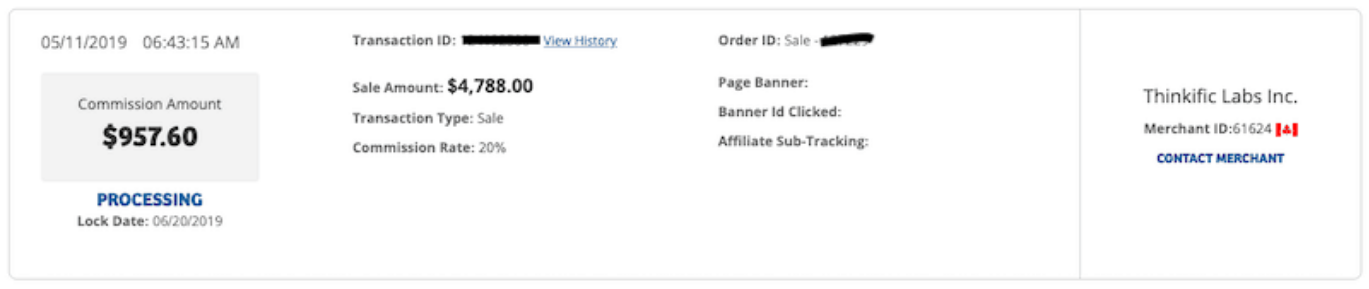 05/11/2019 06:43:15 AM
Commission Amount
$957.60
PROCESSING
Lock Date: 06/20/2019
Transaction ID: View History
Sale Amount: $4,788.00
Transaction Type: Sale
Commission Rate: 20%
Order ID: Sale -
Page Banner:
Banner Id Clicked:
Affiliate Sub-Tracking:
Thinkific Labs Inc.
Merchant ID:61624
CONTACT MERCHANT